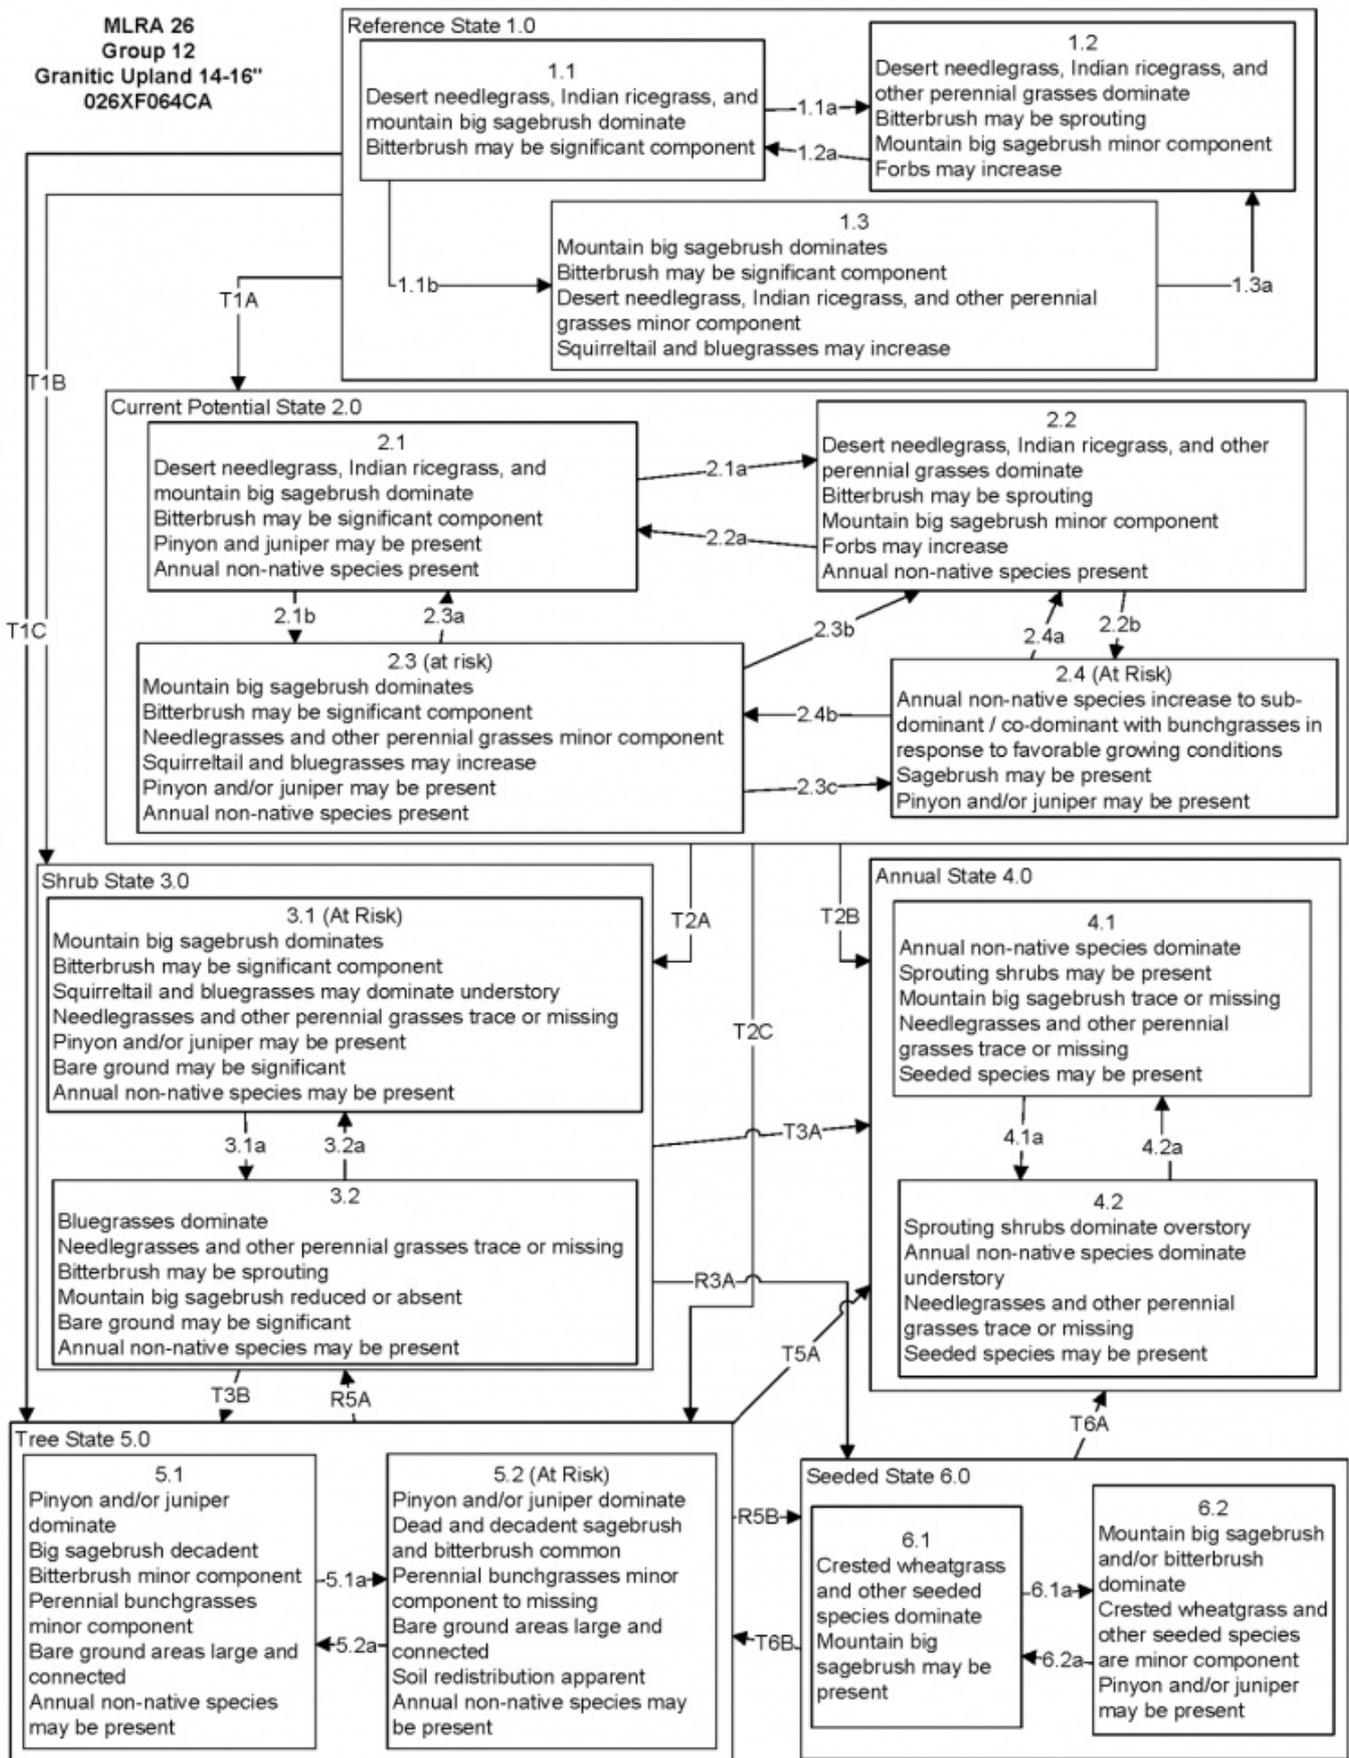 MLRA 26
Group 12
Granitic Upland 14-16"
026XF064CA
Reference State 1.0
1.1
Desert needlegrass, Indian ricegrass, and
mountain big sagebrush dominate
Bitterbrush may be significant component
1.1a
1.2a
1.2
Desert needlegrass, Indian ricegrass, and
other perennial grasses dominate
Bitterbrush may be sprouting
Mountain big sagebrush minor component
Forbs may increase
1.1b
1.3
Mountain big sagebrush dominates
Bitterbrush may be significant component
Desert needlegrass, Indian ricegrass, and other perennial
grasses minor component
Squirreltail and bluegrasses may increase
1.3a
T1A
T1B
T1C
Current Potential State 2.0
2.1
Desert needlegrass, Indian ricegrass, and
mountain big sagebrush dominate
Bitterbrush may be significant component
Pinyon and juniper may be present
Annual non-native species present
2.1a
2.2a
2.2
Desert needlegrass, Indian ricegrass, and other
perennial grasses dominate
Bitterbrush may be sprouting
Mountain big sagebrush minor component
Forbs may increase
Annual non-native species present
2.1b
2.3a
2.3b
2.4a
2.2b
2.3 (at risk)
Mountain big sagebrush dominates
Bitterbrush may be significant component
Needlegrasses and other perennial grasses minor component
Squirreltail and bluegrasses may increase
Pinyon and/or juniper may be present
Annual non-native species present
2.4b
2.3c
2.4 (At Risk)
Annual non-native species increase to sub-
dominant / co-dominant with bunchgrasses in
response to favorable growing conditions
Sagebrush may be present
Pinyon and/or juniper may be present
T2A
T2B
T2C
Shrub State 3.0
3.1 (At Risk)
Mountain big sagebrush dominates
Bitterbrush may be significant component
Squirreltail and bluegrasses may dominate understory
Needlegrasses and other perennial grasses trace or missing
Pinyon and/or juniper may be present
Bare ground may be significant
Annual non-native species may be present
3.1a
3.2a
3.2
Bluegrasses dominate
Needlegrasses and other perennial grasses trace or missing
Bitterbrush may be sprouting
Mountain big sagebrush reduced or absent
Bare ground may be significant
Annual non-native species may be present
T3A
R3A
T3B
R5A
T5A
Annual State 4.0
4.1
Annual non-native species dominate
Sprouting shrubs may be present
Mountain big sagebrush trace or missing
Needlegrasses and other perennial
grasses trace or missing
Seeded species may be present
4.1a
4.2a
4.2
Sprouting shrubs dominate overstory
Annual non-native species dominate
understory
Needlegrasses and other perennial
grasses trace or missing
Seeded species may be present
T6A
Tree State 5.0
5.1
Pinyon and/or juniper
dominate
Big sagebrush decadent
Bitterbrush minor component
Perennial bunchgrasses
minor component
Bare ground areas large and
connected
Annual non-native species
may be present
5.1a
5.2a
5.2 (At Risk)
Pinyon and/or juniper dominate
Dead and decadent sagebrush
and bitterbrush common
Perennial bunchgrasses minor
component to missing
Bare ground areas large and
connected
Soil redistribution apparent
Annual non-native species may
be present
R5B
T6B
Seeded State 6.0
6.1
Crested wheatgrass
and other seeded
species dominate
Mountain big
sagebrush may be
present
6.1a
6.2a
6.2
Mountain big sagebrush
and/or bitterbrush
dominate
Crested wheatgrass and
other seeded species
are minor component
Pinyon and/or juniper
may be present